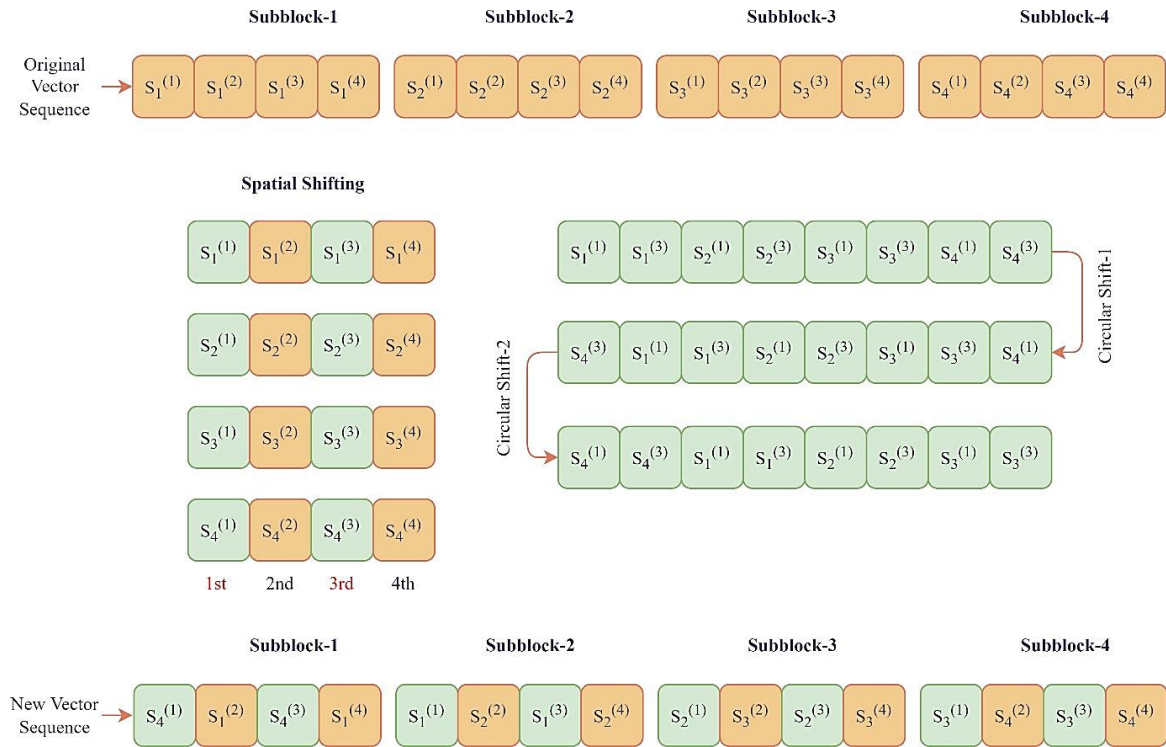 Subblock-1 Subblock-2 Subblock-3 Subblock-4
Original
Vector
Sequence
S₁⁽¹⁾ S₁⁽²⁾ S₁⁽³⁾ S₁⁽⁴⁾ S₂⁽¹⁾ S₂⁽²⁾ S₂⁽³⁾ S₂⁽⁴⁾ S₃⁽¹⁾ S₃⁽²⁾ S₃⁽³⁾ S₃⁽⁴⁾ S₄⁽¹⁾ S₄⁽²⁾ S₄⁽³⁾ S₄⁽⁴⁾
Spatial Shifting
S₁⁽¹⁾ S₁⁽²⁾ S₁⁽³⁾ S₁⁽⁴⁾
S₂⁽¹⁾ S₂⁽²⁾ S₂⁽³⁾ S₂⁽⁴⁾
S₃⁽¹⁾ S₃⁽²⁾ S₃⁽³⁾ S₃⁽⁴⁾
S₄⁽¹⁾ S₄⁽²⁾ S₄⁽³⁾ S₄⁽⁴⁾
1st 2nd 3rd 4th
S₁⁽¹⁾ S₁⁽³⁾ S₂⁽¹⁾ S₂⁽³⁾ S₃⁽¹⁾ S₃⁽³⁾ S₄⁽¹⁾ S₄⁽³⁾
Circular Shift-1
S₄⁽³⁾ S₁⁽¹⁾ S₁⁽³⁾ S₂⁽¹⁾ S₂⁽³⁾ S₃⁽¹⁾ S₃⁽³⁾ S₄⁽¹⁾
Circular Shift-2
S₄⁽¹⁾ S₄⁽³⁾ S₁⁽¹⁾ S₁⁽³⁾ S₂⁽¹⁾ S₂⁽³⁾ S₃⁽¹⁾ S₃⁽³⁾
Subblock-1 Subblock-2 Subblock-3 Subblock-4
New Vector
Sequence
S₄⁽¹⁾ S₁⁽²⁾ S₄⁽³⁾ S₁⁽⁴⁾ S₁⁽¹⁾ S₂⁽²⁾ S₁⁽³⁾ S₂⁽⁴⁾ S₂⁽¹⁾ S₃⁽²⁾ S₂⁽³⁾ S₃⁽⁴⁾ S₃⁽¹⁾ S₄⁽²⁾ S₃⁽³⁾ S₄⁽⁴⁾